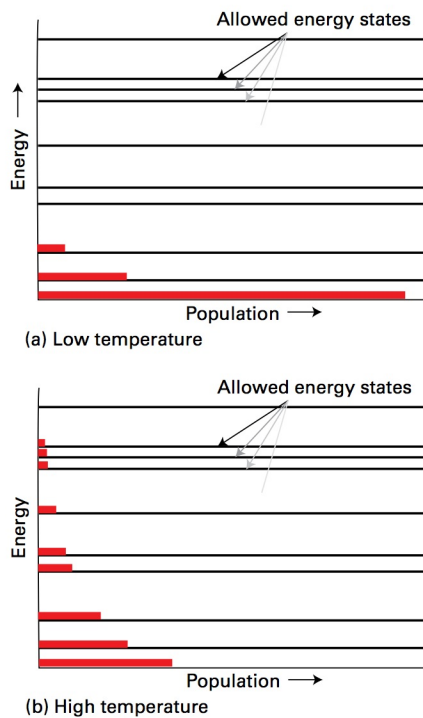 Allowed energy states
Energy
Population
(a) Low temperature
Allowed energy states
Energy
Population
(b) High temperature